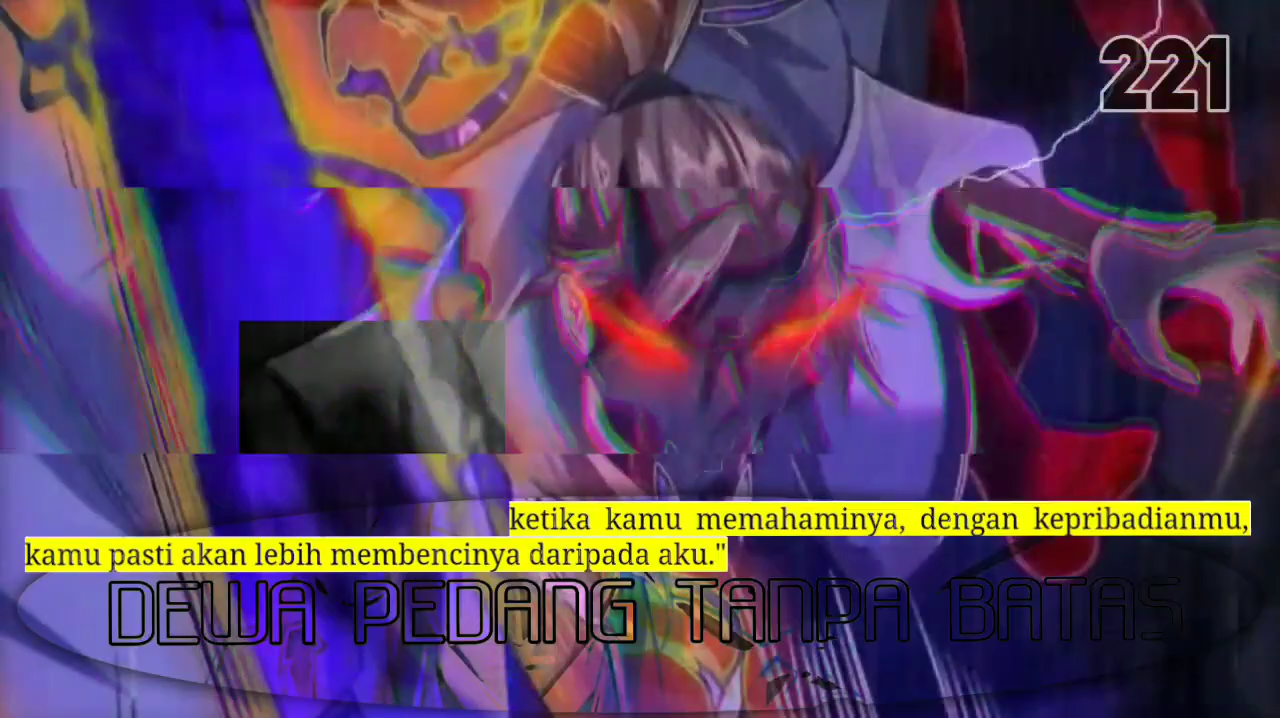 221
ketika kamu memahaminya, dengan kepribadianmu,
kamu pasti akan lebih membencinya daripada aku."
DEWA PEDANG TANPA BATAS